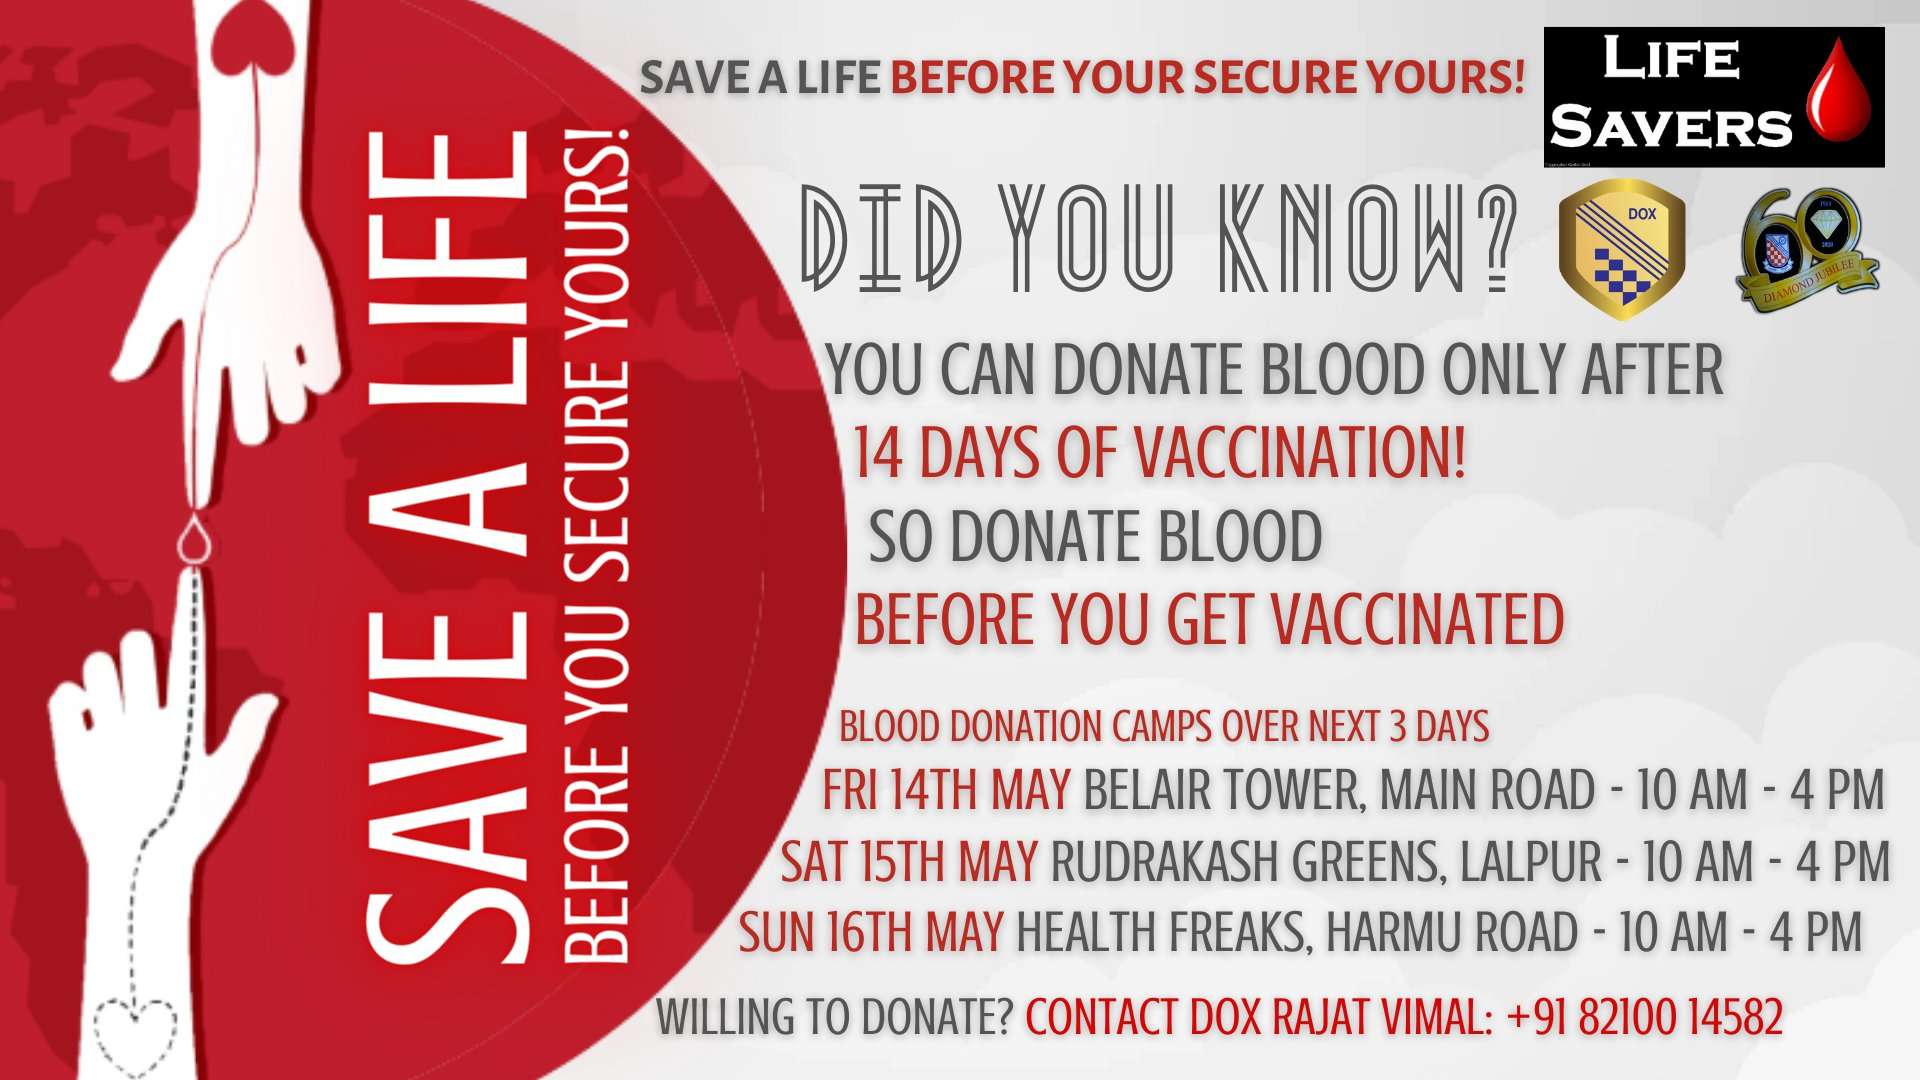 SAVE A LIFE
BEFORE YOU SECURE YOURS!
SAVE A LIFE BEFORE YOUR SECURE YOURS!
LIFE
SAVERS
DID YOU KNOW?
DOX
60
1960
2020
DIAMOND JUBILEE
YOU CAN DONATE BLOOD ONLY AFTER
14 DAYS OF VACCINATION!
SO DONATE BLOOD
BEFORE YOU GET VACCINATED
BLOOD DONATION CAMPS OVER NEXT 3 DAYS
FRI 14TH MAY BELAIR TOWER, MAIN ROAD - 10 AM - 4 PM
SAT 15TH MAY RUDRAKASH GREENS, LALPUR - 10 AM - 4 PM
SUN 16TH MAY HEALTH FREAKS, HARMU ROAD - 10 AM - 4 PM
WILLING TO DONATE? CONTACT DOX RAJAT VIMAL: +91 82100 14582